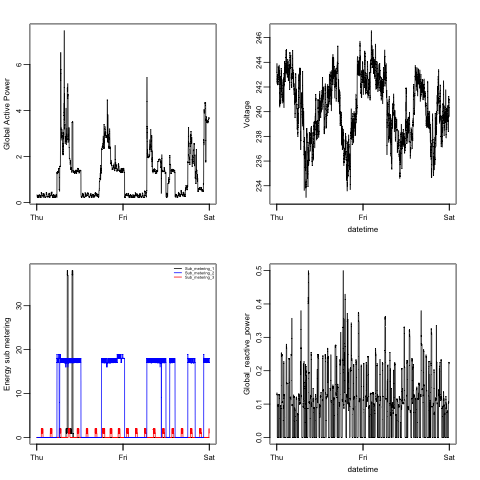 Global Active Power
0 2 4 6
Thu Fri Sat
Voltage
234 236 238 240 242 244 246
Thu Fri Sat
datetime
Energy sub metering
0 10 20 30
Sub_metering_1
Sub_metering_2
Sub_metering_3
Thu Fri Sat
Global_reactive_power
0.0 0.1 0.2 0.3 0.4 0.5
Thu Fri Sat
datetime